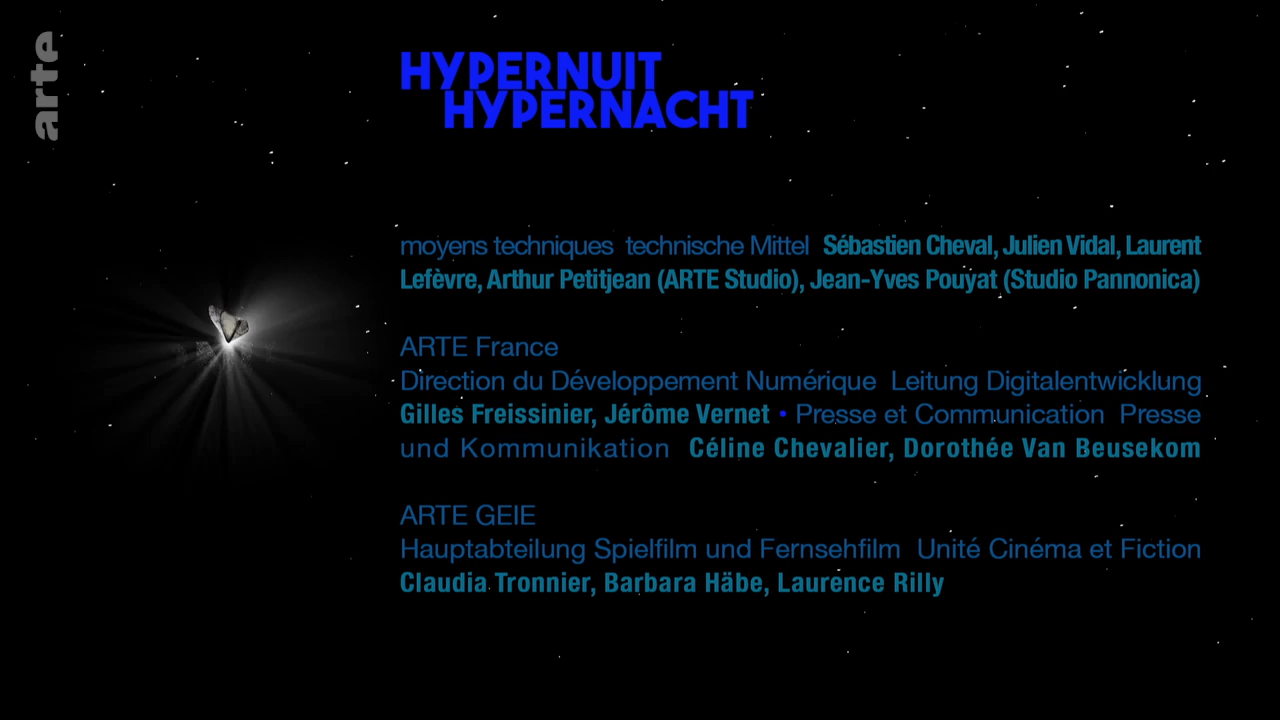 arte
HYPERNUIT
HYPERNACHT
moyens techniques technische Mittel Sébastien Cheval, Julien Vidal, Laurent
Lefèvre, Arthur Petitjean (ARTE Studio), Jean-Yves Pouyat (Studio Pannonica)
ARTE France
Direction du Développement Numérique Leitung Digitalentwicklung
Gilles Freissinier, Jérôme Vernet • Presse et Communication Presse
und Kommunikation Céline Chevalier, Dorothée Van Beusekom
ARTE GEIE
Hauptabteilung Spielfilm und Fernsehfilm Unité Cinéma et Fiction
Claudia Tronnier, Barbara Häbe, Laurence Rilly